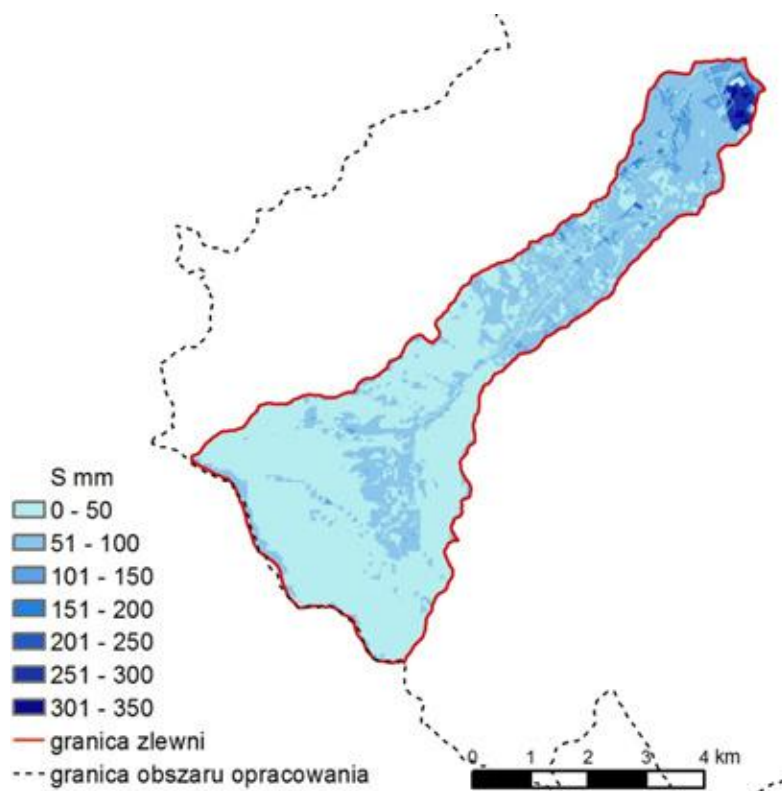 S mm
0 - 50
51 - 100
101 - 150
151 - 200
201 - 250
251 - 300
301 - 350
granica zlewni
granica obszaru opracowania
0 1 2 3 4 km